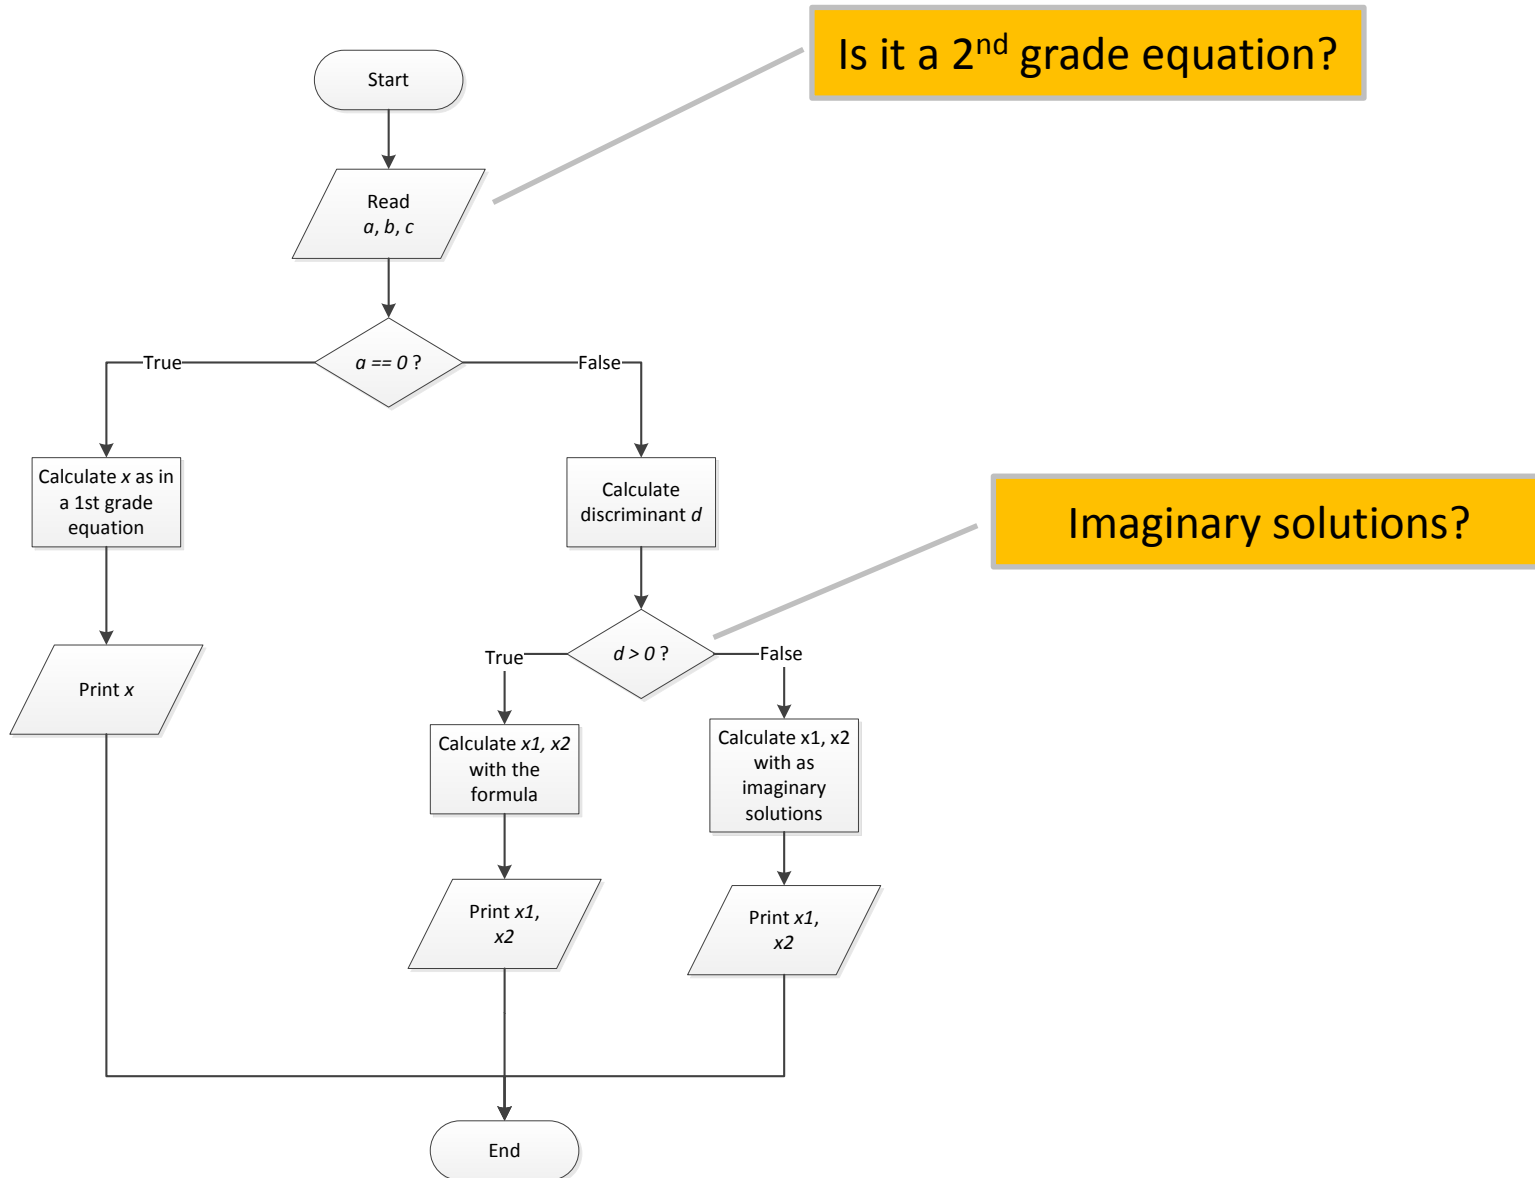 Is it a 2nd grade equation?
Start
Read
a, b, c
a == 0 ?
True
False
Calculate x as in
a 1st grade
equation
Calculate
discriminant d
Imaginary solutions?
d > 0 ?
True
False
Print x
Calculate x1, x2
with the
formula
Calculate x1, x2
with as
imaginary
solutions
Print x1,
x2
Print x1,
x2
End